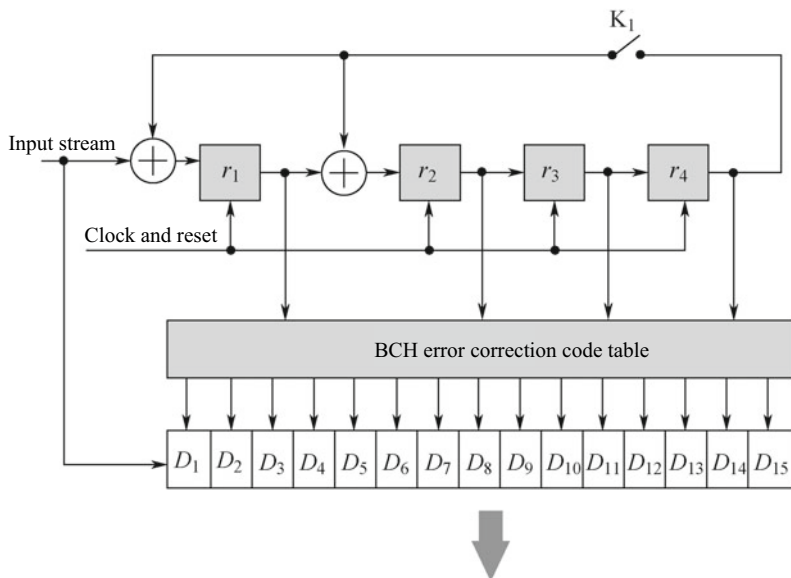 K₁
Input stream
r₁ r₂ r₃ r₄
Clock and reset
BCH error correction code table
D₁ D₂ D₃ D₄ D₅ D₆ D₇ D₈ D₉ D₁₀ D₁₁ D₁₂ D₁₃ D₁₄ D₁₅